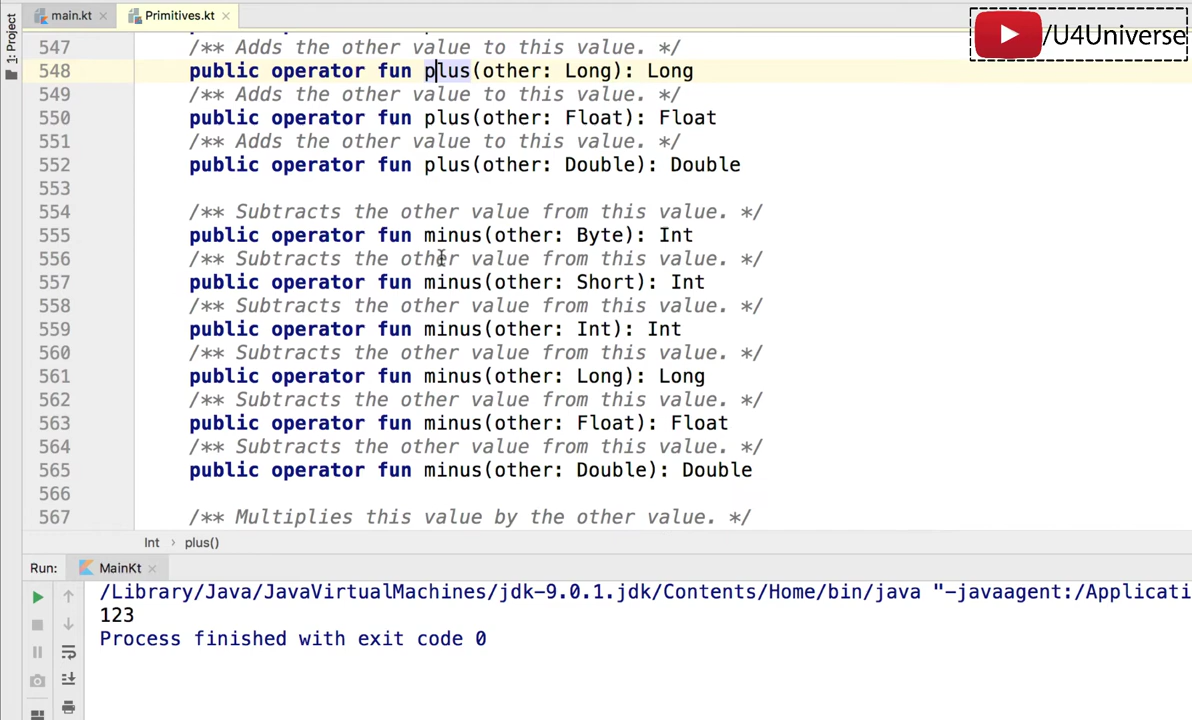 1: Project
main.kt
Primitives.kt
/U4Universe
547 /** Adds the other value to this value. */
548 public operator fun plus(other: Long): Long
549 /** Adds the other value to this value. */
550 public operator fun plus(other: Float): Float
551 /** Adds the other value to this value. */
552 public operator fun plus(other: Double): Double
553
554 /** Subtracts the other value from this value. */
555 public operator fun minus(other: Byte): Int
556 /** Subtracts the other value from this value. */
557 public operator fun minus(other: Short): Int
558 /** Subtracts the other value from this value. */
559 public operator fun minus(other: Int): Int
560 /** Subtracts the other value from this value. */
561 public operator fun minus(other: Long): Long
562 /** Subtracts the other value from this value. */
563 public operator fun minus(other: Float): Float
564 /** Subtracts the other value from this value. */
565 public operator fun minus(other: Double): Double
566
567 /** Multiplies this value by the other value. */
Int › plus()
Run: MainKt
/Library/Java/JavaVirtualMachines/jdk-9.0.1.jdk/Contents/Home/bin/java "-javaagent:/Applicati
123
Process finished with exit code 0